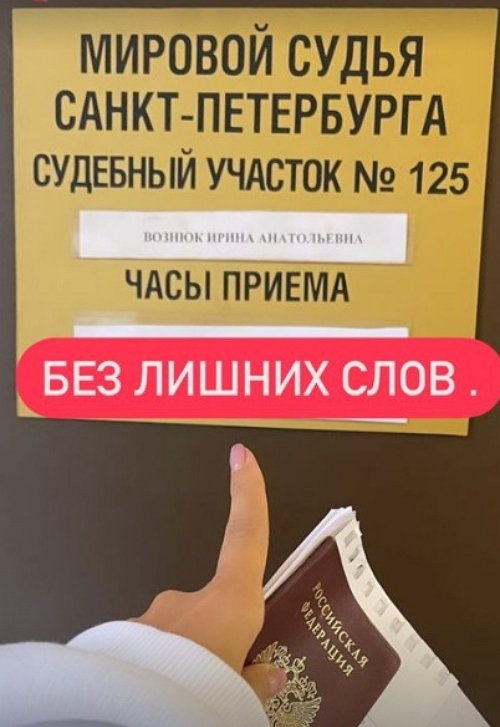 МИРОВОЙ СУДЬЯ
САНКТ-ПЕТЕРБУРГА
СУДЕБНЫЙ УЧАСТОК № 125
ВОЗНЮК ИРИНА АНАТОЛЬЕВНА
ЧАСЫ ПРИЕМА
БЕЗ ЛИШНИХ СЛОВ .
РОССИЙСКАЯ
ФЕДЕРАЦИЯ